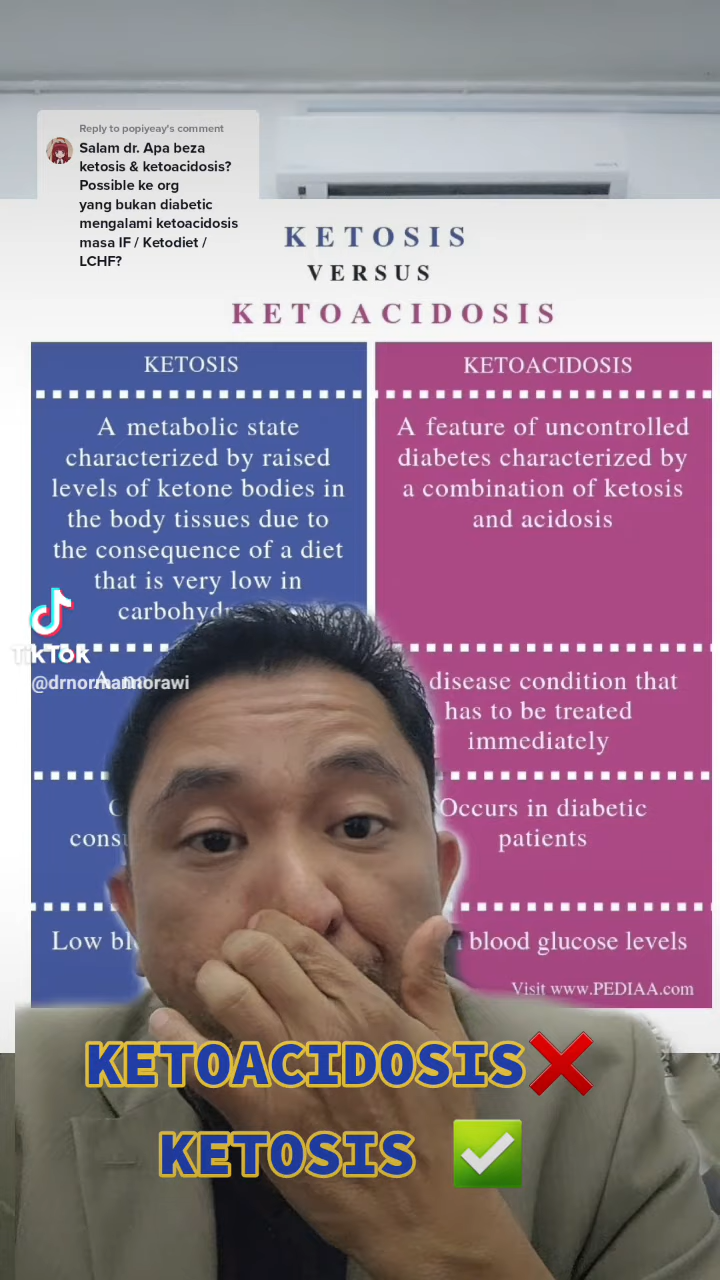 Reply to popiyeay's comment
Salam dr. Apa beza
ketosis & ketoacidosis?
Possible ke org
yang bukan diabetic
mengalami ketoacidosis
masa IF / Ketodiet /
LCHF?
KETOSIS
VERSUS
KETOACIDOSIS
KETOSIS
A metabolic state
characterized by raised
levels of ketone bodies in
the body tissues due to
the consequence of a diet
that is very low in
A
Low
KETOACIDOSIS
A feature of uncontrolled
diabetes characterized by
a combination of ketosis
and acidosis
disease condition that
has to be treated
immediately
Occurs in diabetic
patients
blood glucose levels
Visit www.PEDIAA.com
TikTok
@drnormannorawi
KETOACIDOSIS❌
KETOSIS ✅